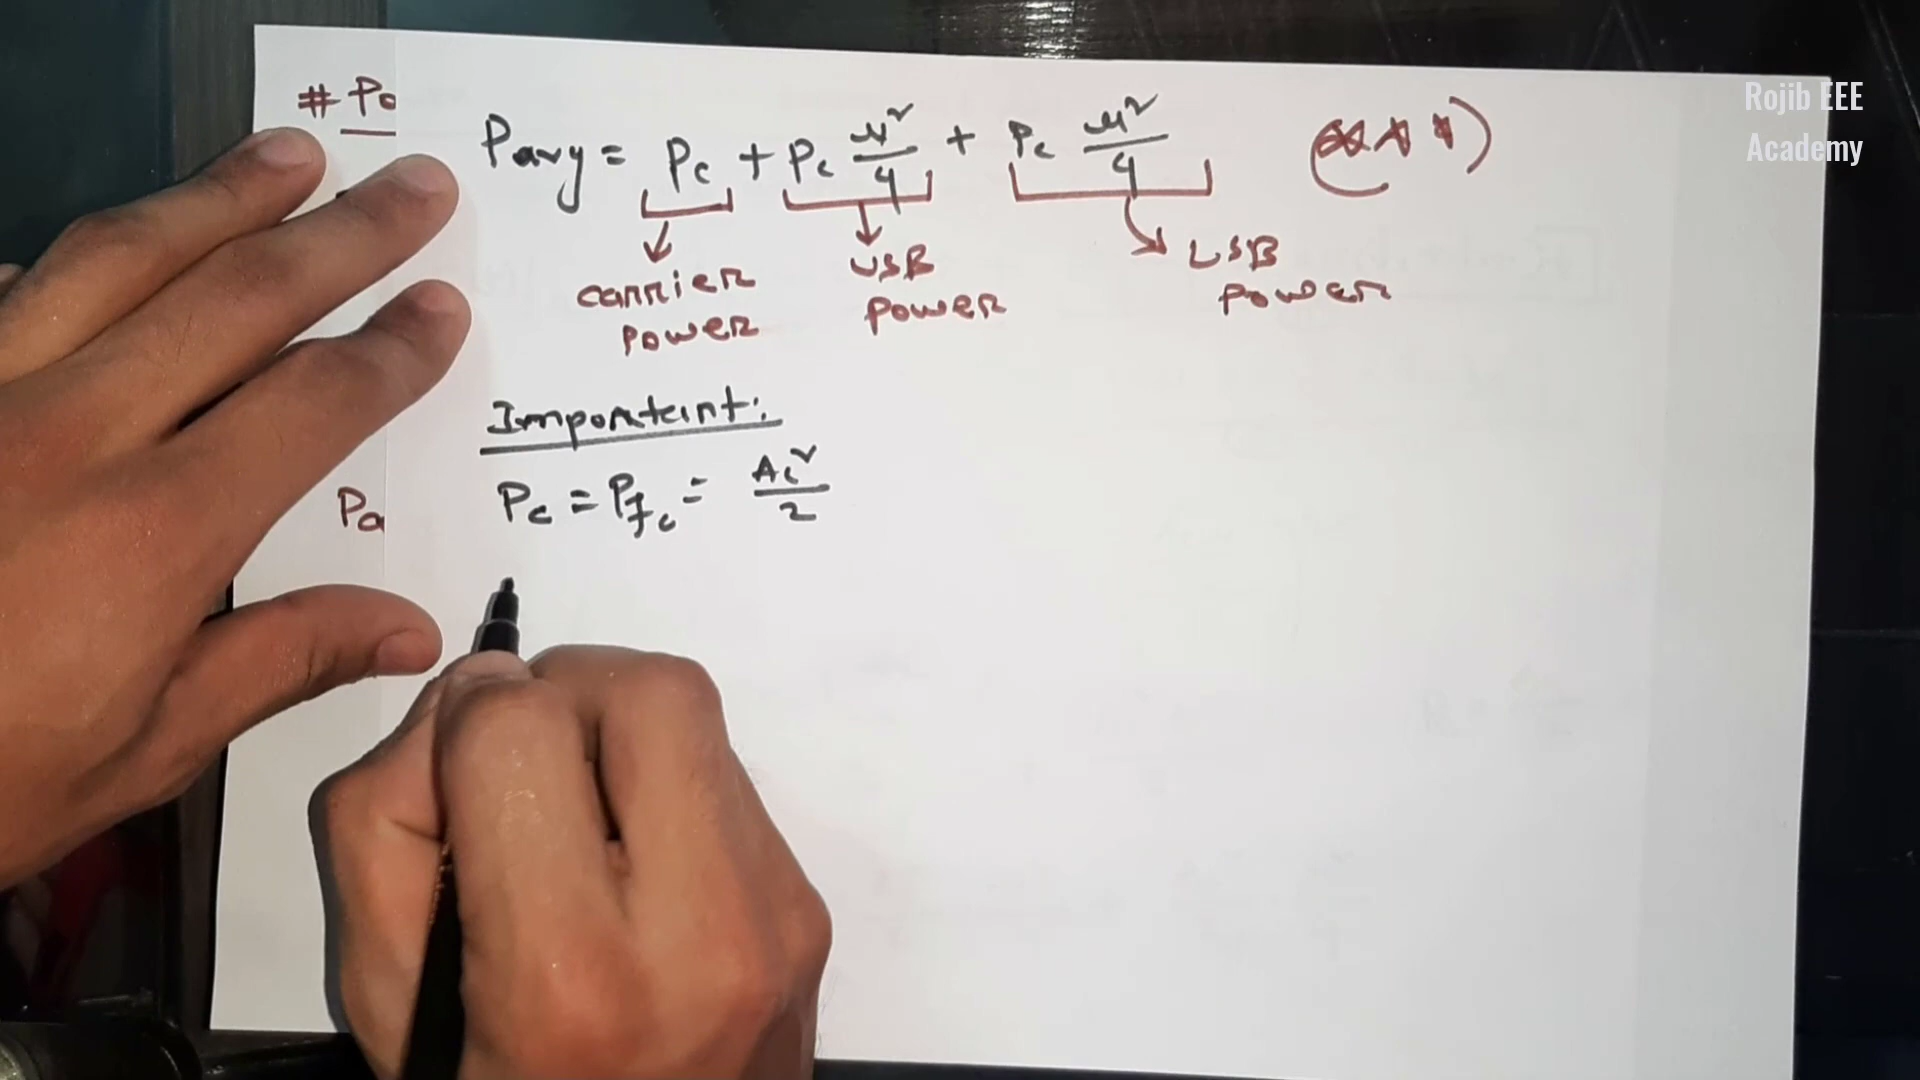 # Po
Pavg = Pc + Pc μ²/4 + Pc μ²/4 (***)
carrier power
USB power
LSB power
Important:
Pc = Pfc = Ac²/2
Pa
Rojib EEE
Academy